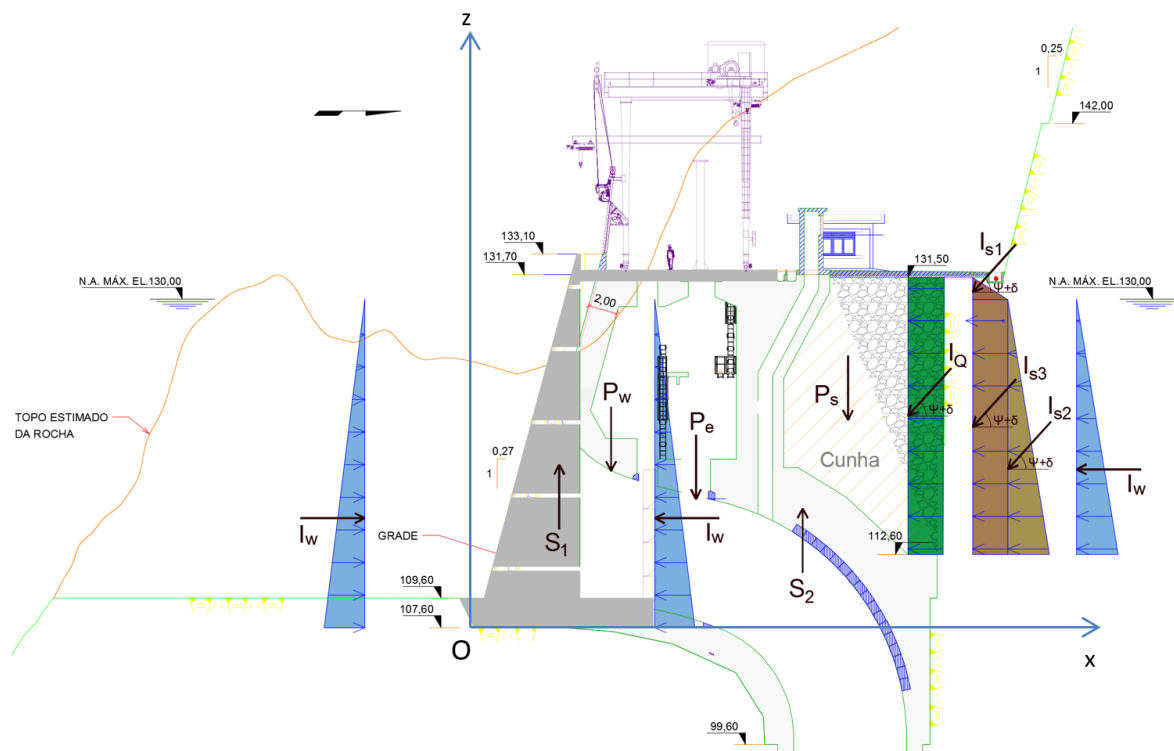 z
0,25
1
142,00
133,10
131,70
131,50
N.A. MÁX. EL.130,00
N.A. MÁX. EL.130,00
2,00
Is1
Ψ+δ
IQ
Ψ+δ
Is3
Ψ+δ
Is2
Ψ+δ
Pw
Pe
Ps
Cunha
TOPO ESTIMADO
DA ROCHA
0,27
1
Iw
Iw
Iw
S1
S2
GRADE
112,60
109,60
107,60
O
x
99,60